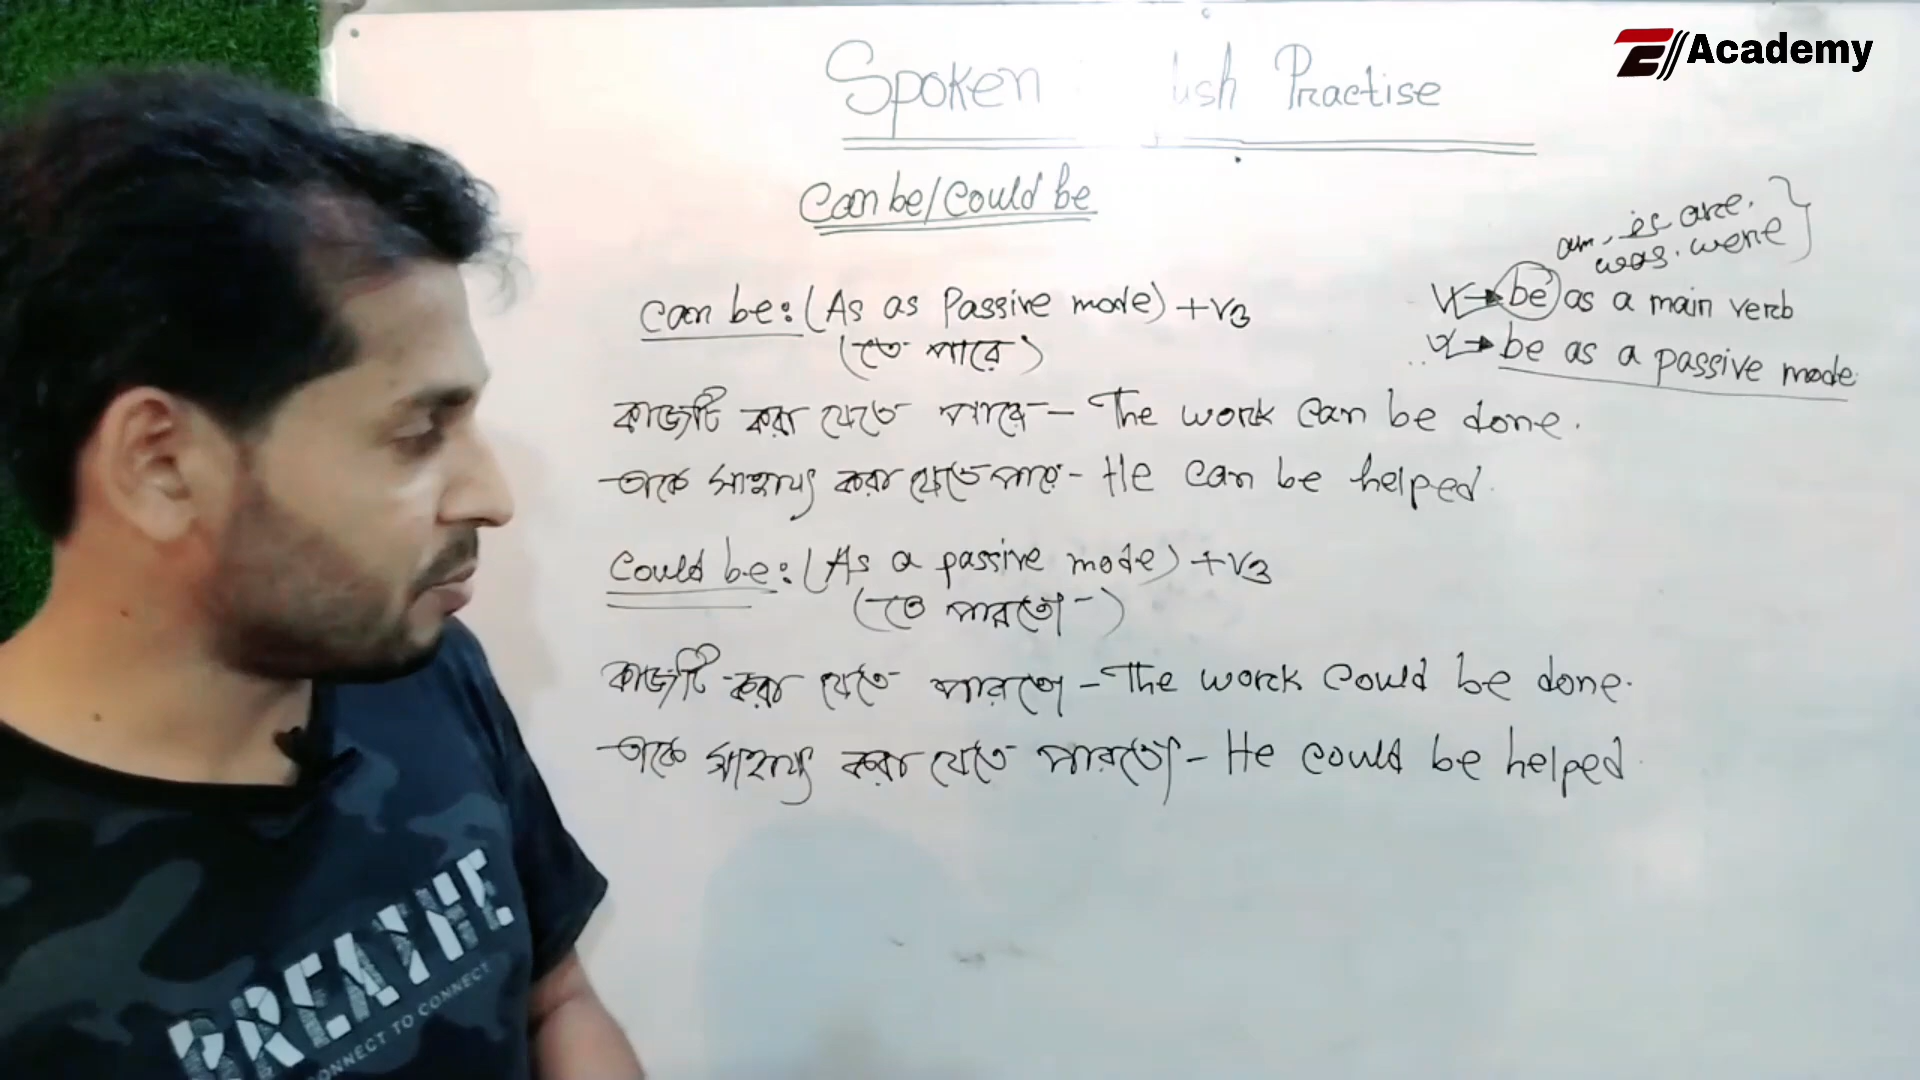 E Academy
Spoken lish Practise
Can be/Could be
am, is are.
was. were
Can be: (As as Passive mode) +V3
(তে পারে)
be as a main verb
be as a passive mode
কাজটি করা যেতে পারে - The work can be done.
তাকে সাহায্য করা যেতে পারে - He can be helped.
Could be: (As a passive mode) +V3
(তে পারতো)
কাজটি করা যেতে পারতো - The work could be done.
তাকে সাহায্য করা যেতে পারতো - He could be helped.
BREATHE
CONNECT TO CONNECT